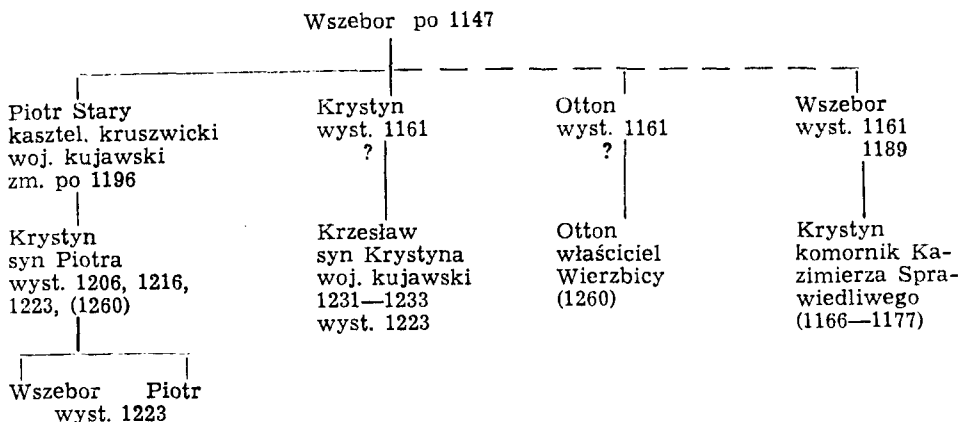 Wszebor po 1147
Piotr Stary
kasztel. kruszwicki
woj. kujawski
zm. po 1196
Krystyn
wyst. 1161
?
Otton
wyst. 1161
?
Wszebor
wyst. 1161
1189
Krystyn
syn Piotra
wyst. 1206, 1216,
1223, (1260)
Krzesław
syn Krystyna
woj. kujawski
1231—1233
wyst. 1223
Otton
właściciel
Wierzbicy
(1260)
Krystyn
komornik Ka-
zimierza Spra-
wiedliwego
(1166—1177)
Wszebor Piotr
wyst. 1223